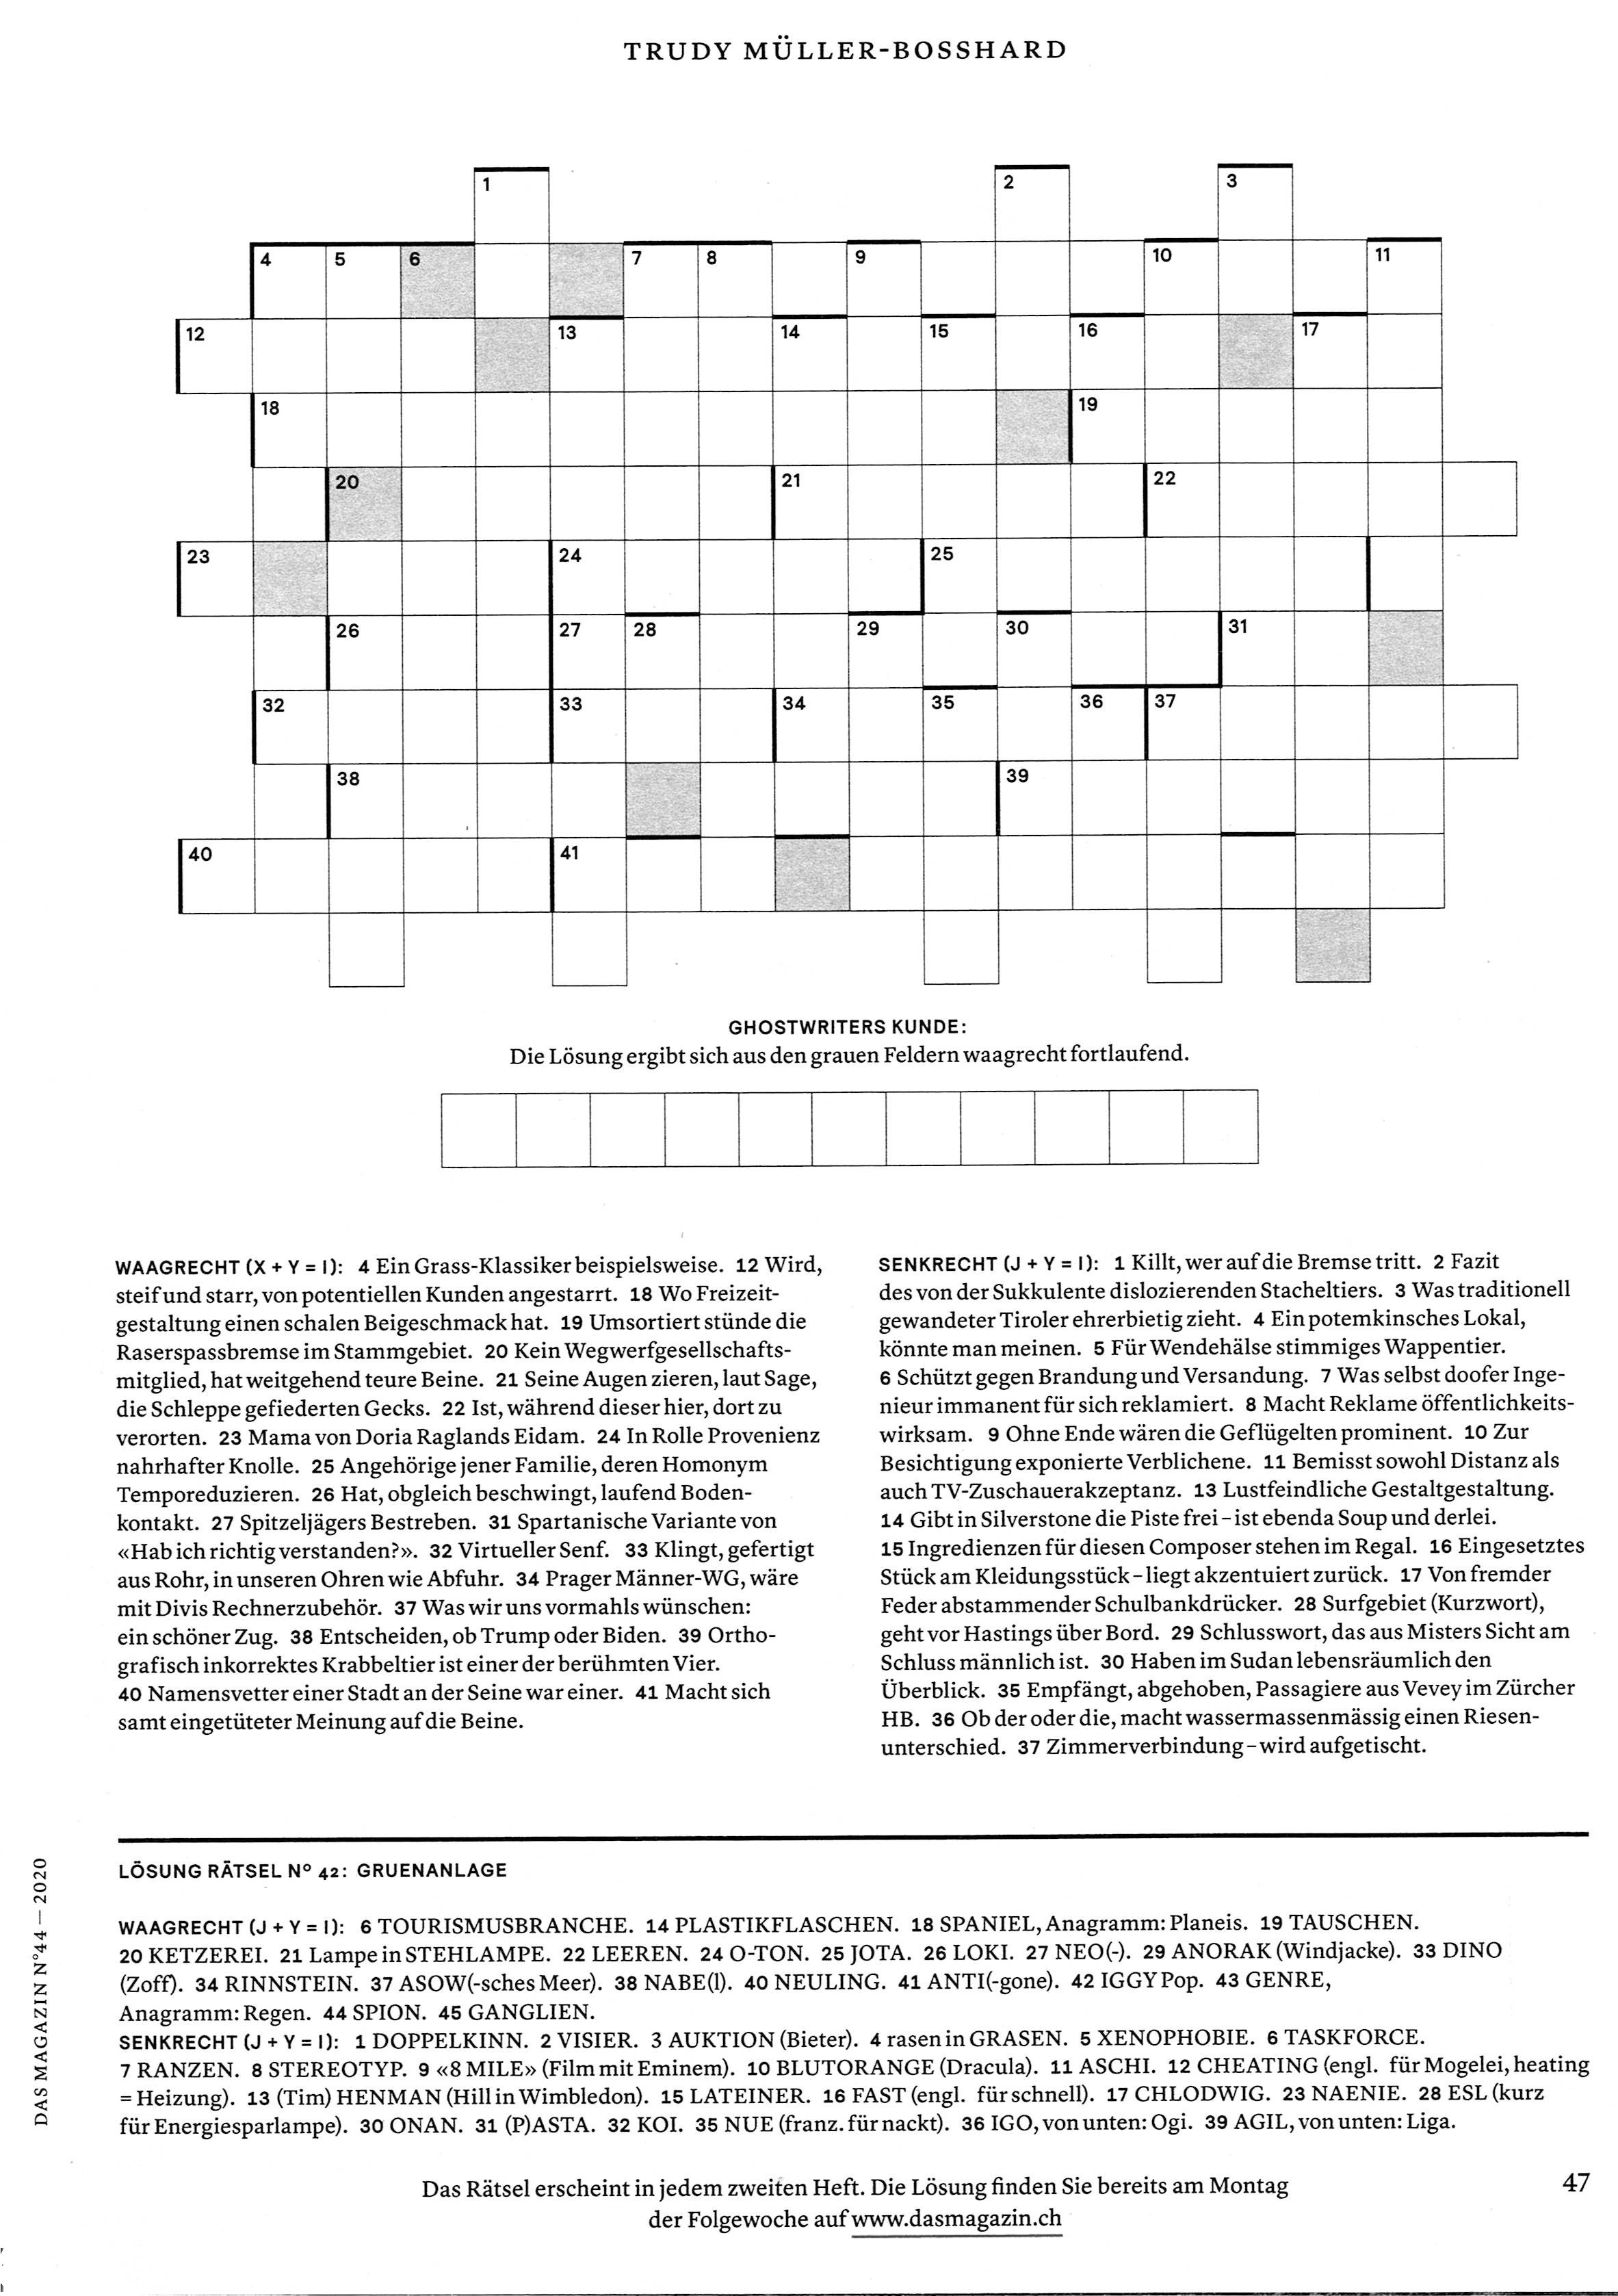 TRUDY MÜLLER-BOSSHARD
1
2
3
4 5 6 7 8 9 10 11
12 13 14 15 16 17
18 19
20 21 22
23 24 25
26 27 28 29 30 31
32 33 34 35 36 37
38 39
40 41
GHOSTWRITERS KUNDE:
Die Lösung ergibt sich aus den grauen Feldern waagrecht fortlaufend.
WAAGRECHT (X + Y = I): 4 Ein Grass-Klassiker beispielsweise. 12 Wird,
steif und starr, von potentiellen Kunden angestarrt. 18 Wo Freizeit-
gestaltung einen schalen Beigeschmack hat. 19 Umsortiert stünde die
Raserspassbremse im Stammgebiet. 20 Kein Wegwerfgesellschafts-
mitglied, hat weitgehend teure Beine. 21 Seine Augen zieren, laut Sage,
die Schleppe gefiederten Gecks. 22 Ist, während dieser hier, dort zu
verorten. 23 Mama von Doria Raglands Eidam. 24 In Rolle Provenienz
nahrhafter Knolle. 25 Angehörige jener Familie, deren Homonym
Temporeduzieren. 26 Hat, obgleich beschwingt, laufend Boden-
kontakt. 27 Spitzeljägers Bestreben. 31 Spartanische Variante von
«Hab ich richtig verstanden?». 32 Virtueller Senf. 33 Klingt, gefertigt
aus Rohr, in unseren Ohren wie Abfuhr. 34 Prager Männer-WG, wäre
mit Divis Rechnerzubehör. 37 Was wir uns vormahls wünschen:
ein schöner Zug. 38 Entscheiden, ob Trump oder Biden. 39 Ortho-
grafisch inkorrektes Krabbeltier ist einer der berühmten Vier.
40 Namensvetter einer Stadt an der Seine war einer. 41 Macht sich
samt eingetüteter Meinung auf die Beine.
SENKRECHT (J + Y = I): 1 Killt, wer auf die Bremse tritt. 2 Fazit
des von der Sukkulente dislozierenden Stacheltiers. 3 Was traditionell
gewandeter Tiroler ehrerbietig zieht. 4 Ein potemkinsches Lokal,
könnte man meinen. 5 Für Wendehälse stimmiges Wappentier.
6 Schützt gegen Brandung und Versandung. 7 Was selbst doofer Inge-
nieur immanent für sich reklamiert. 8 Macht Reklame öffentlichkeits-
wirksam. 9 Ohne Ende wären die Geflügelten prominent. 10 Zur
Besichtigung exponierte Verblichene. 11 Bemisst sowohl Distanz als
auch TV-Zuschauerakzeptanz. 13 Lustfeindliche Gestaltgestaltung.
14 Gibt in Silverstone die Piste frei – ist ebenda Soup und derlei.
15 Ingredienzen für diesen Composer stehen im Regal. 16 Eingesetztes
Stück am Kleidungsstück – liegt akzentuiert zurück. 17 Von fremder
Feder abstammender Schulbankdrücker. 28 Surfgebiet (Kurzwort),
geht vor Hastings über Bord. 29 Schlusswort, das aus Misters Sicht am
Schluss männlich ist. 30 Haben im Sudan lebensräumlich den
Überblick. 35 Empfängt, abgehoben, Passagiere aus Vevey im Zürcher
HB. 36 Ob der oder die, macht wassermassenmässig einen Riesen-
unterschied. 37 Zimmerverbindung – wird aufgetischt.
LÖSUNG RÄTSEL Nº 42: GRUENANLAGE
WAAGRECHT (J + Y = I): 6 TOURISMUSBRANCHE. 14 PLASTIKFLASCHEN. 18 SPANIEL, Anagramm: Planeis. 19 TAUSCHEN.
20 KETZEREI. 21 Lampe in STEHLAMPE. 22 LEEREN. 24 O-TON. 25 JOTA. 26 LOKI. 27 NEO(-). 29 ANORAK (Windjacke). 33 DINO
(Zoff). 34 RINNSTEIN. 37 ASOW(-sches Meer). 38 NABE(l). 40 NEULING. 41 ANTI(-gone). 42 IGGY Pop. 43 GENRE,
Anagramm: Regen. 44 SPION. 45 GANGLIEN.
SENKRECHT (J + Y = I): 1 DOPPELKINN. 2 VISIER. 3 AUKTION (Bieter). 4 rasen in GRASEN. 5 XENOPHOBIE. 6 TASKFORCE.
7 RANZEN. 8 STEREOTYP. 9 «8 MILE» (Film mit Eminem). 10 BLUTORANGE (Dracula). 11 ASCHI. 12 CHEATING (engl. für Mogelei, heating
= Heizung). 13 (Tim) HENMAN (Hill in Wimbledon). 15 LATEINER. 16 FAST (engl. für schnell). 17 CHLODWIG. 23 NAENIE. 28 ESL (kurz
für Energiesparlampe). 30 ONAN. 31 (P)ASTA. 32 KOI. 35 NUE (franz. für nackt). 36 IGO, von unten: Ogi. 39 AGIL, von unten: Liga.
Das Rätsel erscheint in jedem zweiten Heft. Die Lösung finden Sie bereits am Montag
der Folgewoche auf www.dasmagazin.ch
47
DAS MAGAZIN N°44 — 2020